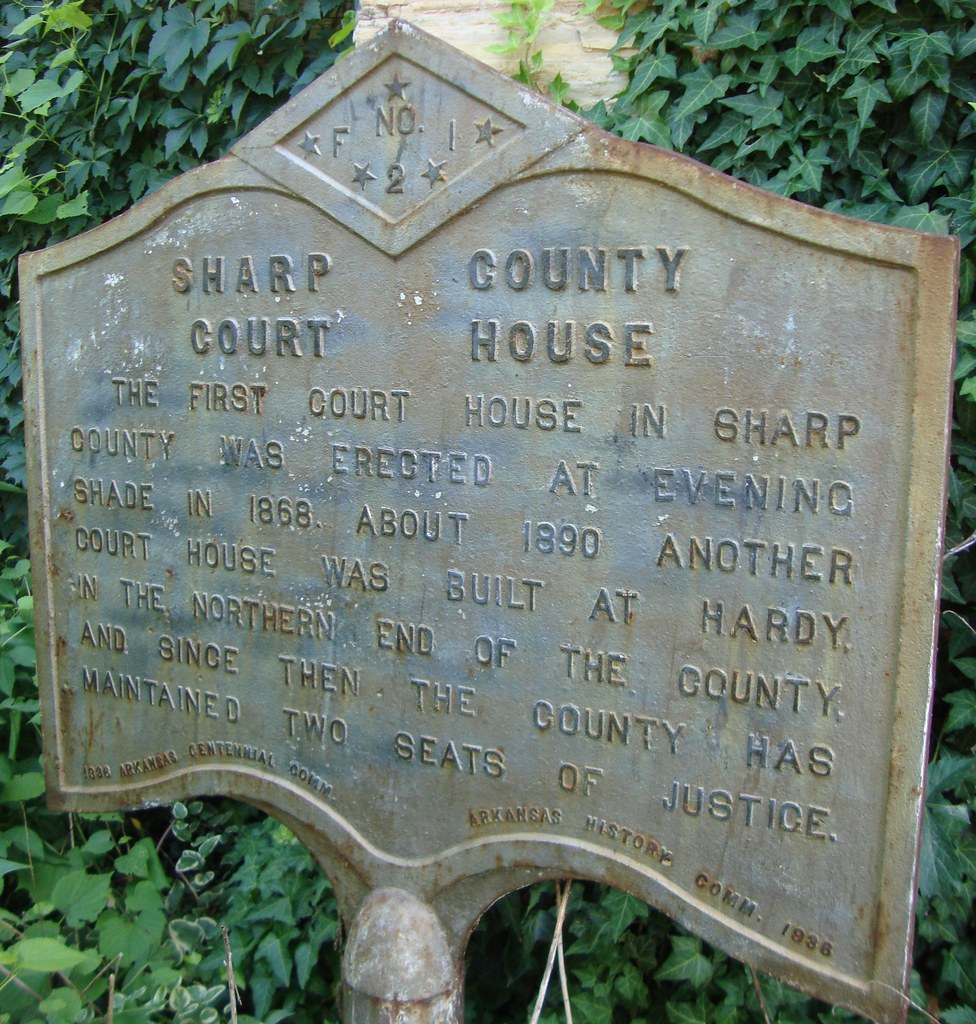 NO.
F 1
2
SHARP COUNTY
COURT HOUSE
THE FIRST COURT HOUSE IN SHARP
COUNTY WAS ERECTED AT EVENING
SHADE IN 1868. ABOUT 1890 ANOTHER
COURT HOUSE WAS BUILT AT HARDY.
IN THE NORTHERN END OF THE COUNTY.
AND SINCE THEN THE COUNTY HAS
MAINTAINED TWO SEATS OF JUSTICE.
1836 ARKANSAS CENTENNIAL COMM. ARKANSAS HISTORY COMM. 1936